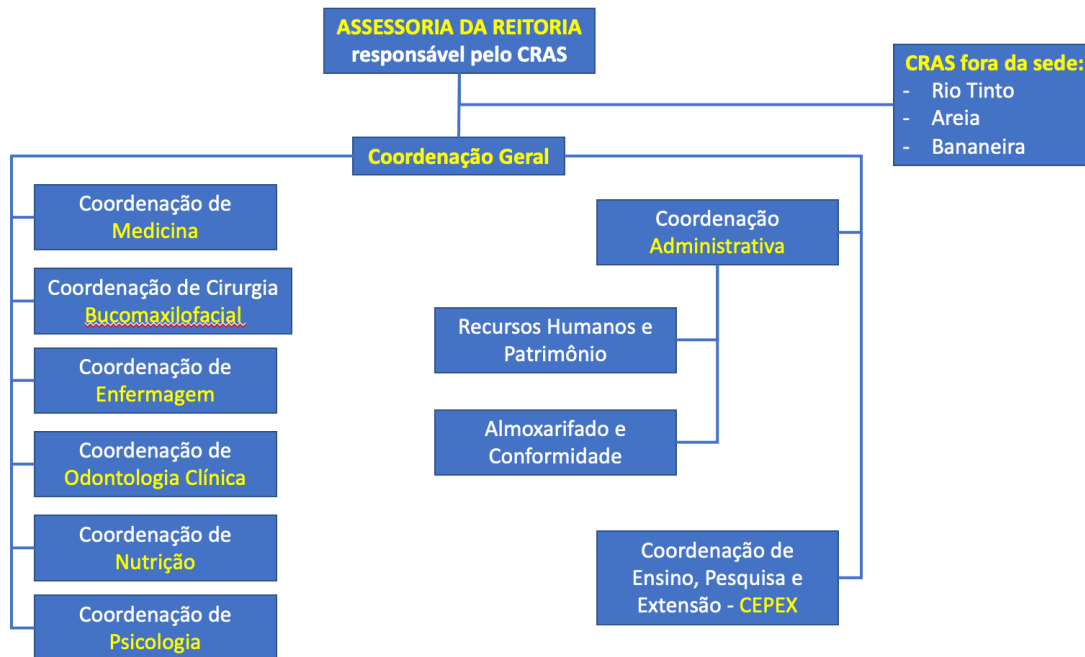 ASSESSORIA DA REITORIA
responsável pelo CRAS
CRAS fora da sede:
- Rio Tinto
- Areia
- Bananeira
Coordenação Geral
Coordenação de
Medicina
Coordenação de Cirurgia
Bucomaxilofacial
Coordenação de
Enfermagem
Coordenação de
Odontologia Clínica
Coordenação de
Nutrição
Coordenação de
Psicologia
Coordenação
Administrativa
Recursos Humanos e
Patrimônio
Almoxarifado e
Conformidade
Coordenação de
Ensino, Pesquisa e
Extensão - CEPEX